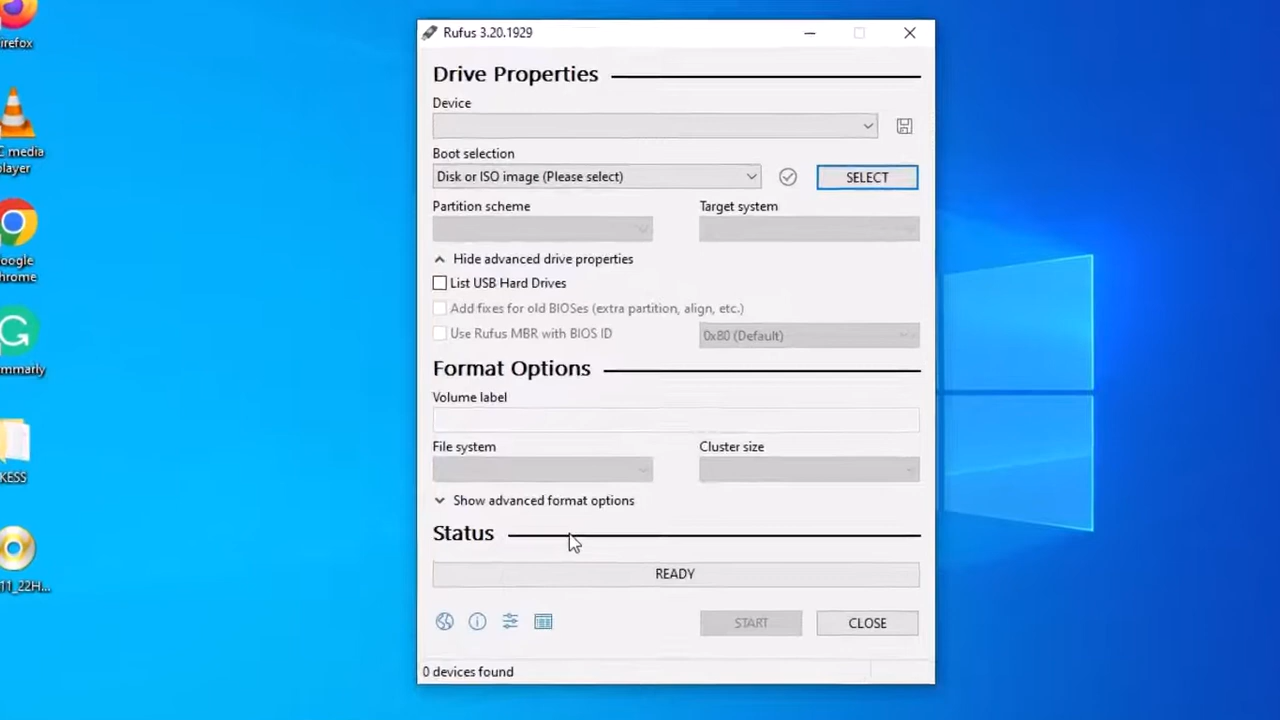 Rufus 3.20.1929
Drive Properties
Device
Boot selection
Disk or ISO image (Please select)
SELECT
Partition scheme
Target system
Hide advanced drive properties
List USB Hard Drives
Add fixes for old BIOSes (extra partition, align, etc.)
Use Rufus MBR with BIOS ID
0x80 (Default)
Format Options
Volume label
File system
Cluster size
Show advanced format options
Status
READY
START
CLOSE
0 devices found
irefox
C media
player
oogle
hrome
mmarly
KESS
11_22H...